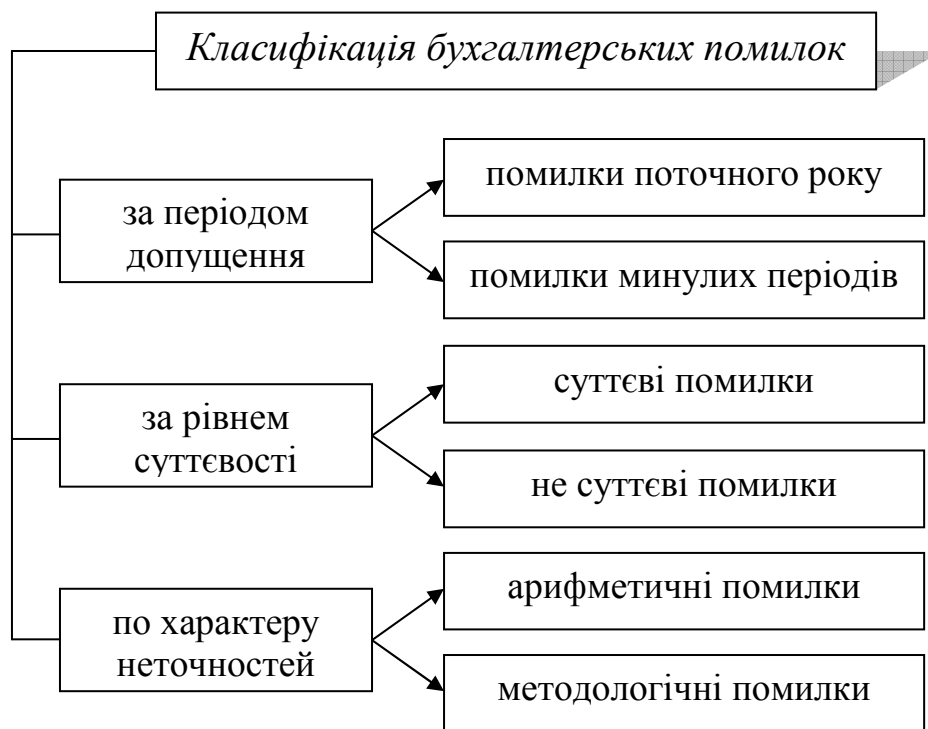 Класифікація бухгалтерських помилок
за періодом
допущення
помилки поточного року
помилки минулих періодів
за рівнем
суттєвості
суттєві помилки
не суттєві помилки
по характеру
неточностей
арифметичні помилки
методологічні помилки